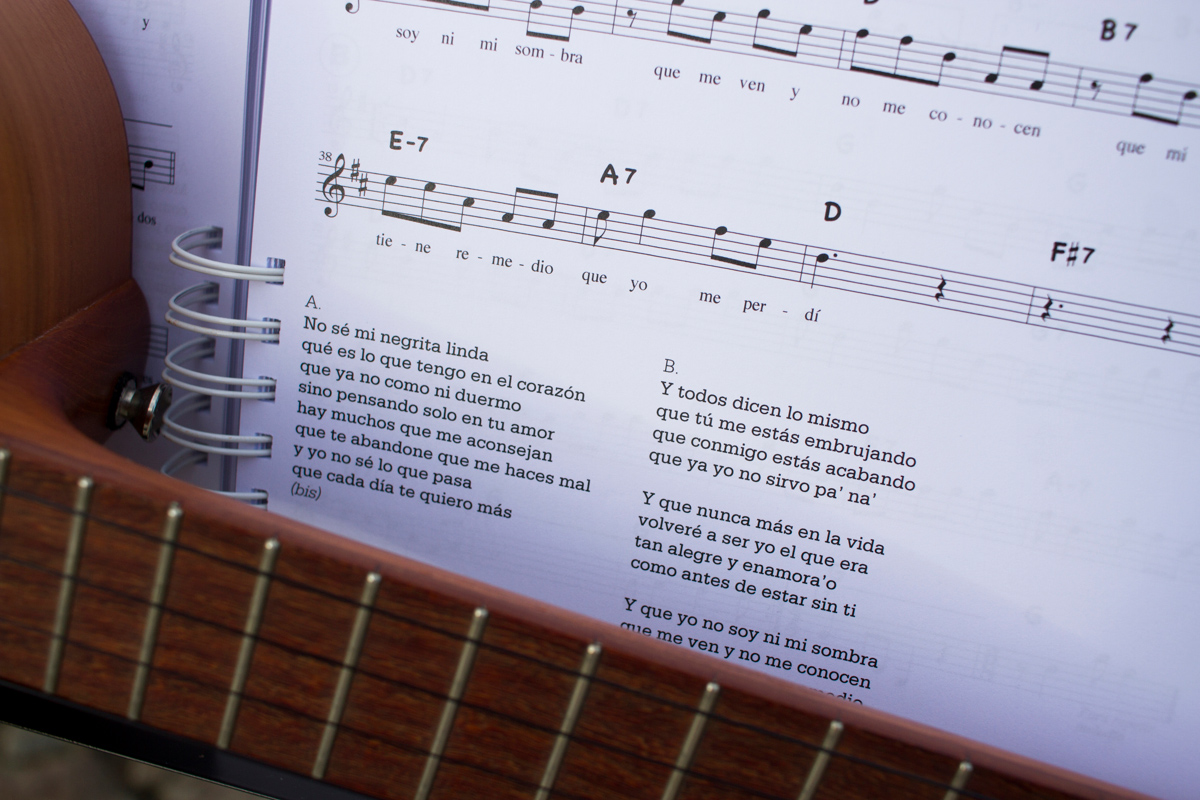 y
dos
B7
soy ni mi som - bra que me ven y no me co - no - cen que mi
38
E-7 A7 D F#7
tie - ne re - me - dio que yo me per - dí
A.
No sé mi negrita linda
qué es lo que tengo en el corazón
que ya no como ni duermo
sino pensando solo en tu amor
hay muchos que me aconsejan
que te abandone que me haces mal
y yo no sé lo que pasa
que cada día te quiero más
(bis)
B.
Y todos dicen lo mismo
que tú me estás embrujando
que conmigo estás acabando
que ya yo no sirvo pa' na'
Y que nunca más en la vida
volveré a ser yo el que era
tan alegre y enamora'o
como antes de estar sin ti
Y que yo no soy ni mi sombra
que me ven y no me conocen